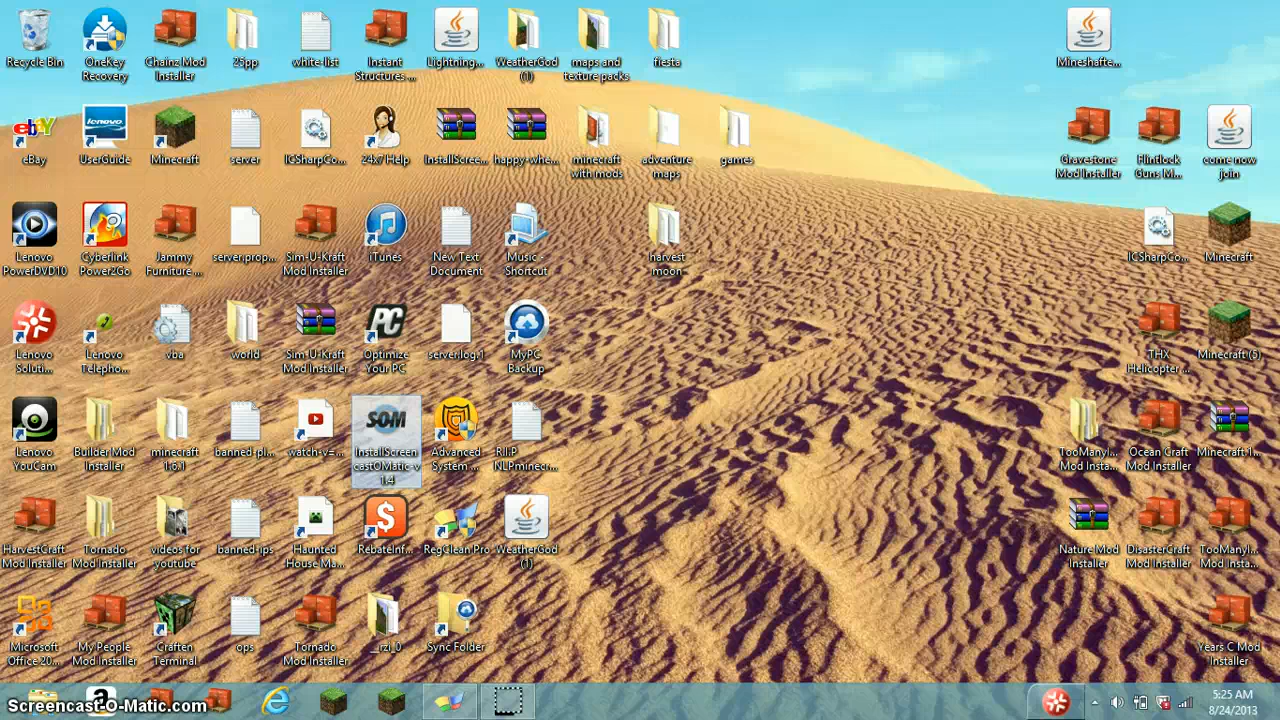 Recycle Bin
OneKey
Recovery
Chainz Mod
Installer
25pp
white-list
Instant
Structures ...
Lightning...
WeatherGod
(1)
maps and
texture packs
fiesta
Mineshafte...
eBay
UserGuide
Minecraft
server
ICSharpCo...
24x7 Help
InstallScree...
happy-whe...
minecraft
with mods
adventure
maps
games
Gravestone
Mod Installer
Flintlock
Guns M...
come now
join
Lenovo
PowerDVD10
Cyberlink
Power2Go
Jammy
Furniture....
server.prop...
Sim-U-Kraft
Mod Installer
iTunes
New Text
Document
Music -
Shortcut
harvest
moon
ICSharpCo...
Minecraft
Lenovo
Soluti...
Lenovo
Telepho...
vba
world
Sim-U-Kraft
Mod Installer
PC
Optimize
Your PC
server.log.1
MyPC
Backup
THX
Helicopter ...
Minecraft (5)
Lenovo
YouCam
Builder Mod
Installer
minecraft
1.6.1
banned-pl...
watch-v=...
SOM
InstallScreen
castOMatic-v
1.4
Advanced
System ...
R.I.P
NLPminecr...
TooManyI...
Mod Insta...
Ocean Craft
Mod Installer
Minecraft 1...
HarvestCraft
Mod Installer
Tornado
Mod Installer
videos for
youtube
banned-ips
Haunted
House Ma...
RebateInf...
RegClean Pro
WeatherGod
(1)
Nature Mod
Installer
DisasterCraft
Mod Installer
TooManyI...
Mod Insta...
Microsoft
Office 20...
My People
Mod Installer
Craften
Terminal
ops
Tornado
Mod Installer
__rzi_0
Sync Folder
Years C Mod
Installer
Screencast-O-Matic.com
5:25 AM
8/24/2013